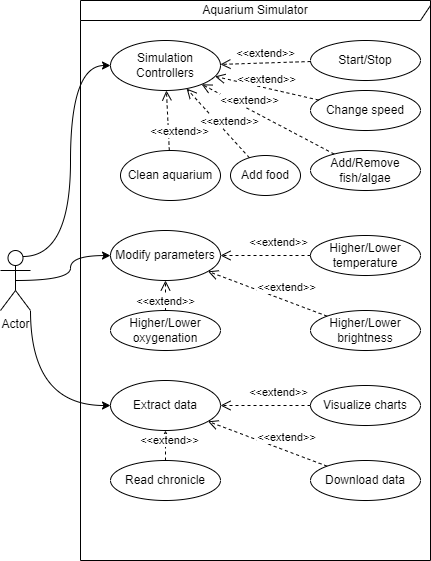 Aquarium Simulator
Simulation
Controllers
<<extend>>
Start/Stop
<<extend>>
Change speed
<<extend>>
<<extend>>
<<extend>>
Clean aquarium
Add food
Add/Remove
fish/algae
Actor
Modify parameters
Higher/Lower
temperature
<<extend>>
<<extend>>
<<extend>>
Higher/Lower
oxygenation
Higher/Lower
brightness
Extract data
<<extend>>
Visualize charts
<<extend>>
<<extend>>
Read chronicle
Download data